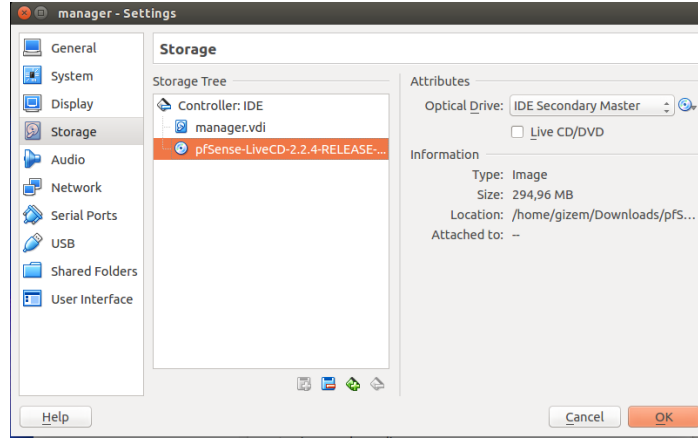 manager - Settings
General
System
Display
Storage
Audio
Network
Serial Ports
USB
Shared Folders
User Interface
Storage
Storage Tree
Controller: IDE
manager.vdi
pfSense-LiveCD-2.2.4-RELEASE-...
Attributes
Optical Drive: IDE Secondary Master
Live CD/DVD
Information
Type: Image
Size: 294,96 MB
Location: /home/gizem/Downloads/pfS...
Attached to: --
Help
Cancel
OK